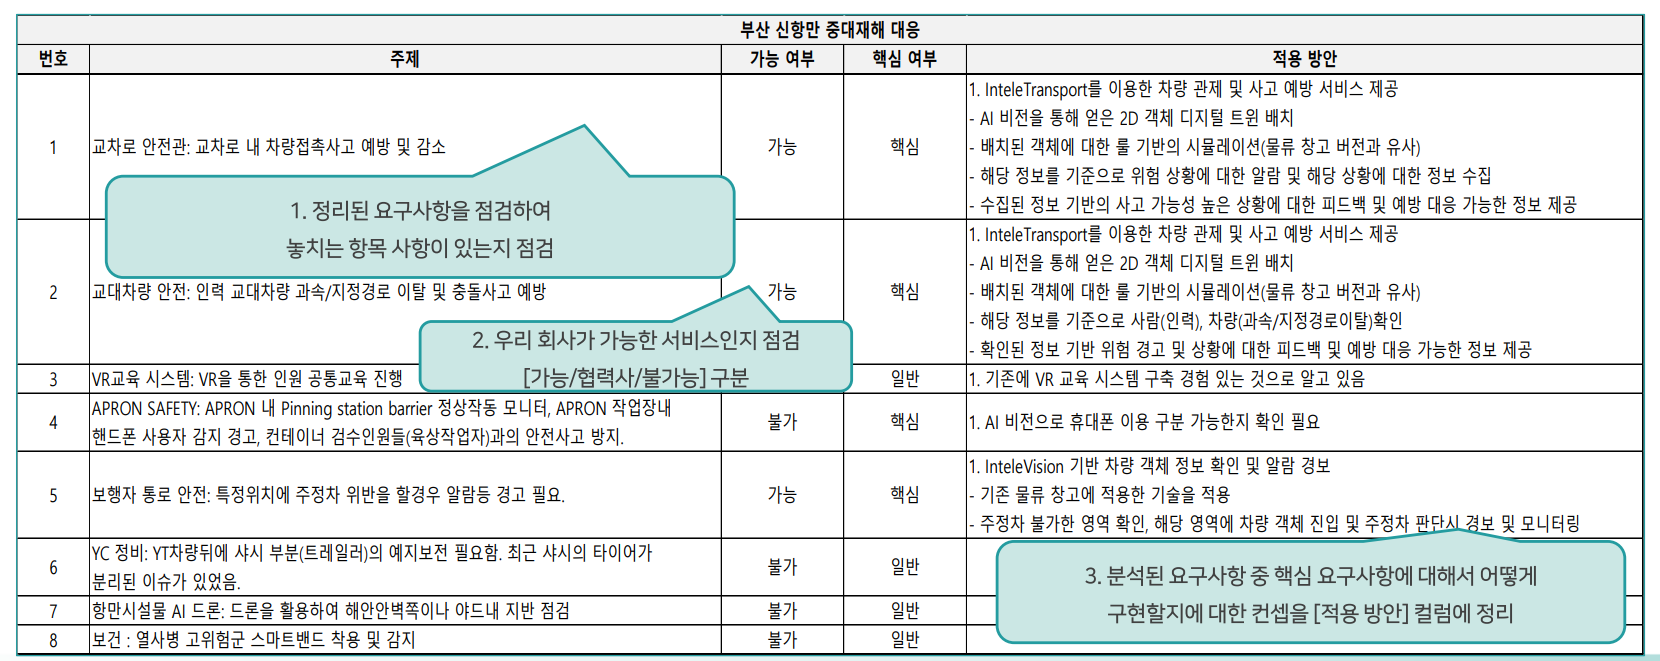 부산 신항만 중대재해 대응
번호 주제 가능 여부 핵심 여부 적용 방안
1 교차로 안전관: 교차로 내 차량접촉사고 예방 및 감소 가능 핵심
1. InteleTransport를 이용한 차량 관제 및 사고 예방 서비스 제공
- AI 비전을 통해 얻은 2D 객체 디지털 트윈 배치
- 배치된 객체에 대한 룰 기반의 시뮬레이션(물류 창고 버전과 유사)
- 해당 정보를 기준으로 위험 상황에 대한 알람 및 해당 상황에 대한 정보 수집
- 수집된 정보 기반의 사고 가능성 높은 상황에 대한 피드백 및 예방 대응 가능한 정보 제공
1. 정리된 요구사항을 점검하여
놓치는 항목 사항이 있는지 점검
2 교대차량 안전: 인력 교대차량 과속/지정경로 이탈 및 충돌사고 예방 가능 핵심
1. InteleTransport를 이용한 차량 관제 및 사고 예방 서비스 제공
- AI 비전을 통해 얻은 2D 객체 디지털 트윈 배치
- 배치된 객체에 대한 룰 기반의 시뮬레이션(물류 창고 버전과 유사)
- 해당 정보를 기준으로 사람(인력), 차량(과속/지정경로이탈)확인
- 확인된 정보 기반 위험 경고 및 상황에 대한 피드백 및 예방 대응 가능한 정보 제공
2. 우리 회사가 가능한 서비스인지 점검
[가능/협력사/불가능] 구분
3 VR교육 시스템: VR을 통한 인원 공통교육 진행 일반 1. 기존에 VR 교육 시스템 구축 경험 있는 것으로 알고 있음
4 APRON SAFETY: APRON 내 Pinning station barrier 정상작동 모니터, APRON 작업장내
핸드폰 사용자 감지 경고, 컨테이너 검수인원들(육상작업자)과의 안전사고 방지.
불가 핵심 1. AI 비전으로 휴대폰 이용 구분 가능한지 확인 필요
5 보행자 통로 안전: 특정위치에 주정차 위반을 할경우 알람등 경고 필요. 가능 핵심
1. InteleVision 기반 차량 객체 정보 확인 및 알람 경보
- 기존 물류 창고에 적용한 기술을 적용
- 주정차 불가한 영역 확인, 해당 영역에 차량 객체 진입 및 주정차 판단시 경보 및 모니터링
6 YC 정비: YT차량뒤에 샤시 부분(트레일러)의 예지보전 필요함. 최근 샤시의 타이어가
분리된 이슈가 있었음.
불가 일반
3. 분석된 요구사항 중 핵심 요구사항에 대해서 어떻게
구현할지에 대한 컨셉을 [적용 방안] 컬럼에 정리
7 항만시설물 AI 드론: 드론을 활용하여 해안안벽쪽이나 야드내 지반 점검 불가 일반
8 보건 : 열사병 고위험군 스마트밴드 착용 및 감지 불가 일반